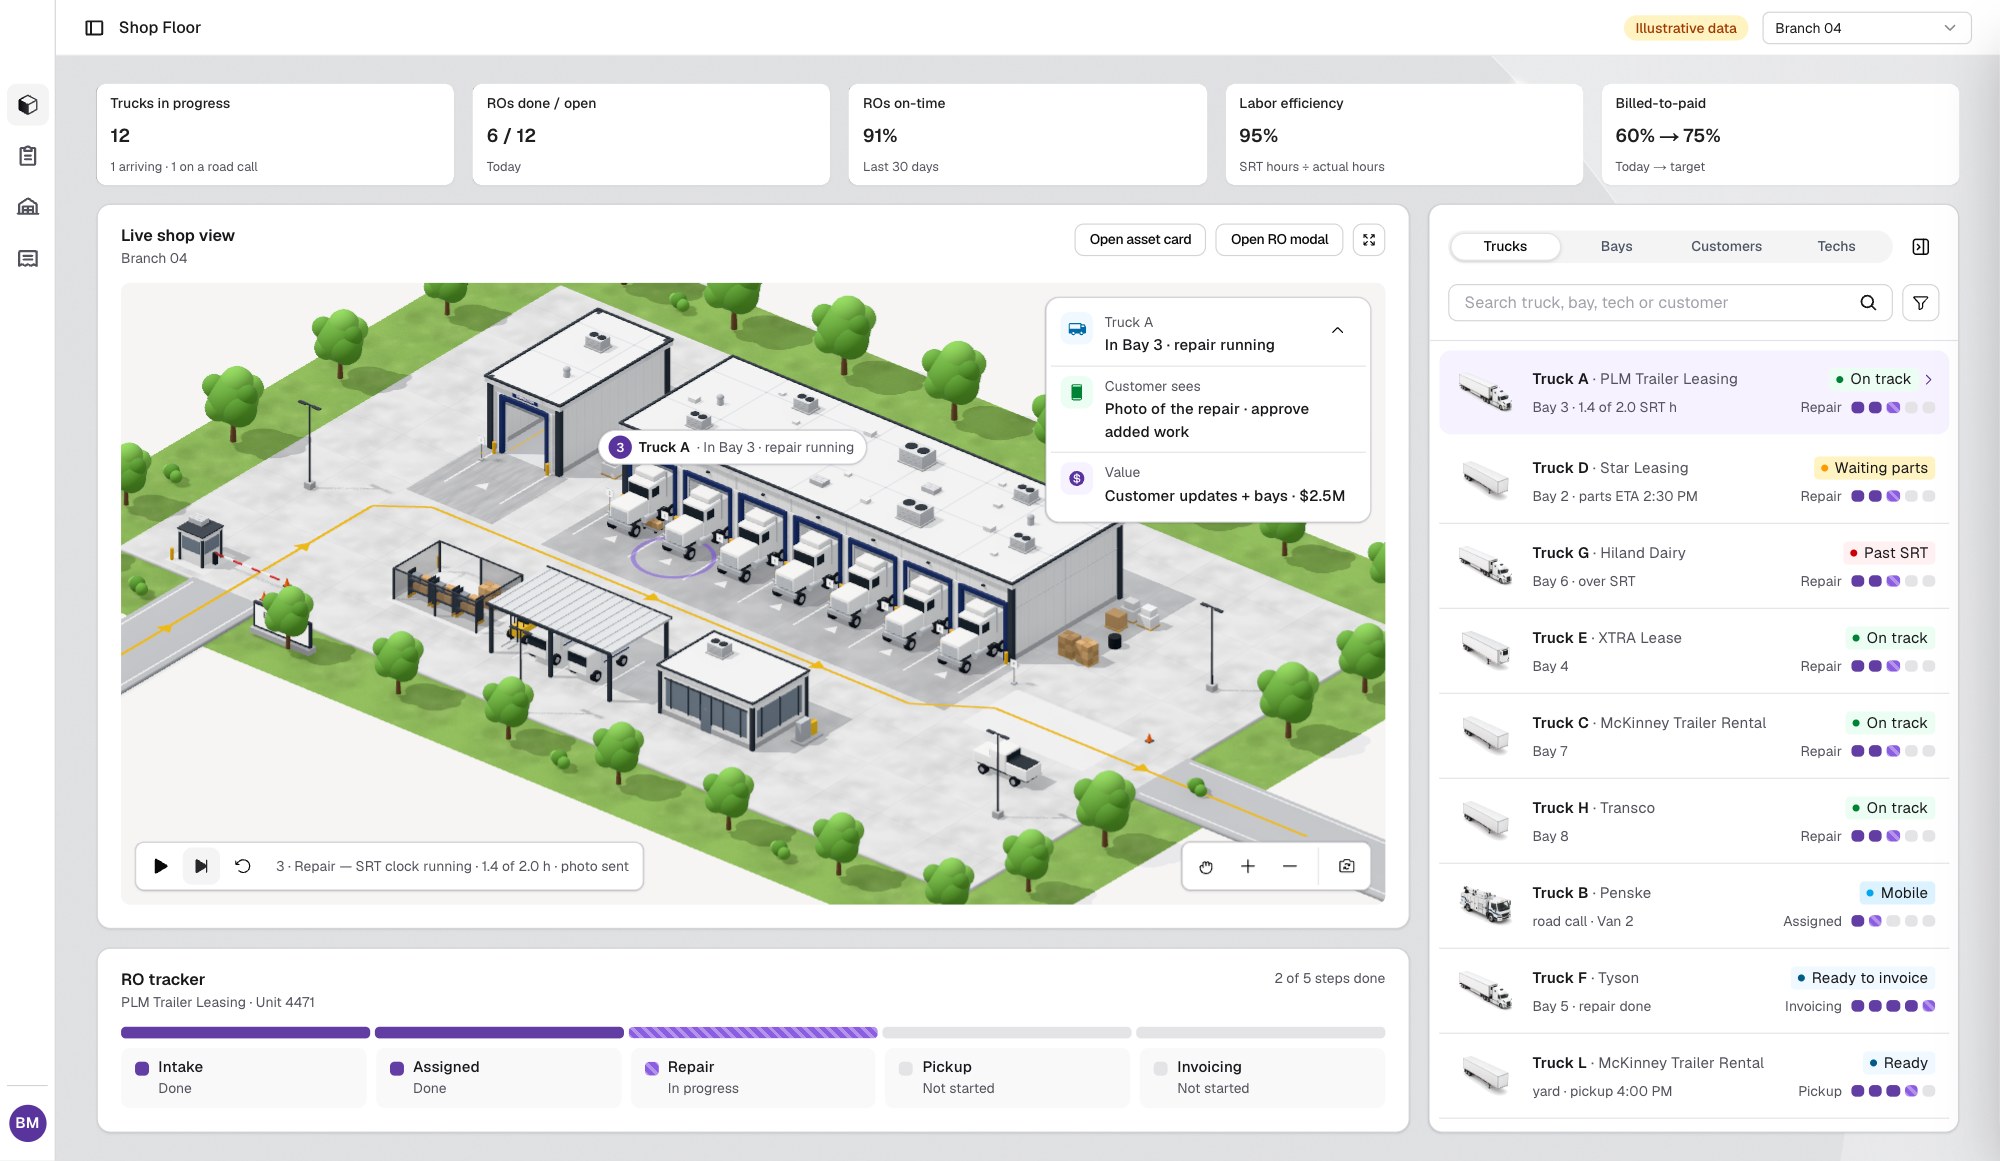 Shop Floor
Illustrative data
Branch 04
Trucks in progress
12
1 arriving · 1 on a road call
ROs done / open
6 / 12
Today
ROs on-time
91%
Last 30 days
Labor efficiency
95%
SRT hours ÷ actual hours
Billed-to-paid
60% → 75%
Today → target
Live shop view
Branch 04
Open asset card
Open RO modal
Truck A
In Bay 3 · repair running
Customer sees
Photo of the repair · approve
added work
Value
Customer updates + bays · $2.5M
3 Truck A · In Bay 3 · repair running
3 · Repair — SRT clock running · 1.4 of 2.0 h · photo sent
RO tracker
PLM Trailer Leasing · Unit 4471
2 of 5 steps done
Intake
Done
Assigned
Done
Repair
In progress
Pickup
Not started
Invoicing
Not started
Trucks
Bays
Customers
Techs
Search truck, bay, tech or customer
Truck A · PLM Trailer Leasing
On track
Bay 3 · 1.4 of 2.0 SRT h
Repair
Truck D · Star Leasing
Waiting parts
Bay 2 · parts ETA 2:30 PM
Repair
Truck G · Hiland Dairy
Past SRT
Bay 6 · over SRT
Repair
Truck E · XTRA Lease
On track
Bay 4
Repair
Truck C · McKinney Trailer Rental
On track
Bay 7
Repair
Truck H · Transco
On track
Bay 8
Repair
Truck B · Penske
Mobile
road call · Van 2
Assigned
Truck F · Tyson
Ready to invoice
Bay 5 · repair done
Invoicing
Truck L · McKinney Trailer Rental
Ready
yard · pickup 4:00 PM
Pickup
BM